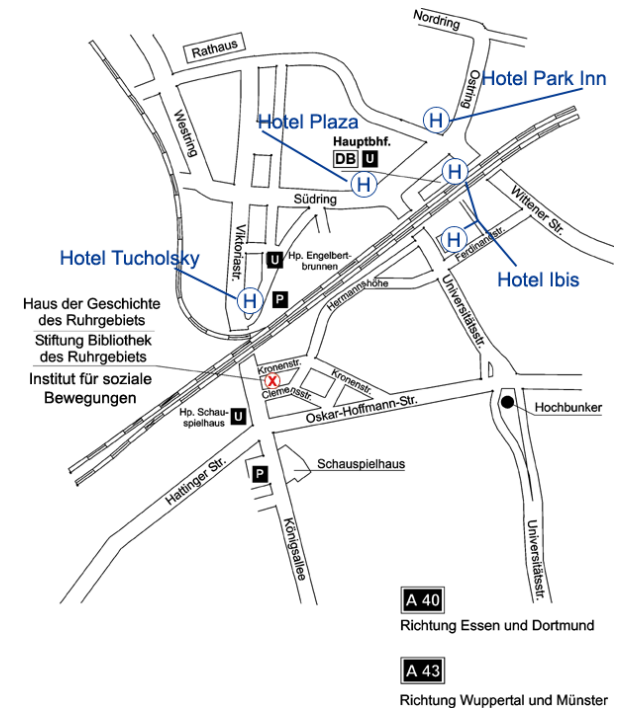 Nordring
Rathaus
Ostring
Hotel Park Inn
Westring
Hotel Plaza
H
Hauptbhf.
DB U
H
H
Südring
Wittener Str.
Viktoriastr.
Hp. Engelbert-
brunnen
U
H
Ferdinandstr.
Hotel Tucholsky
Hotel Ibis
H
P
Hermannshöhe
Universitätsstr.
Haus der Geschichte
des Ruhrgebiets
Stiftung Bibliothek
des Ruhrgebiets
Institut für soziale
Bewegungen
Kronenstr.
X
Kronenstr.
Clemensstr.
Hp. Schau-
spielhaus
U
Oskar-Hoffmann-Str.
Hochbunker
Hattinger Str.
P
Schauspielhaus
Königsallee
Universitätsstr.
A 40
Richtung Essen und Dortmund
A 43
Richtung Wuppertal und Münster